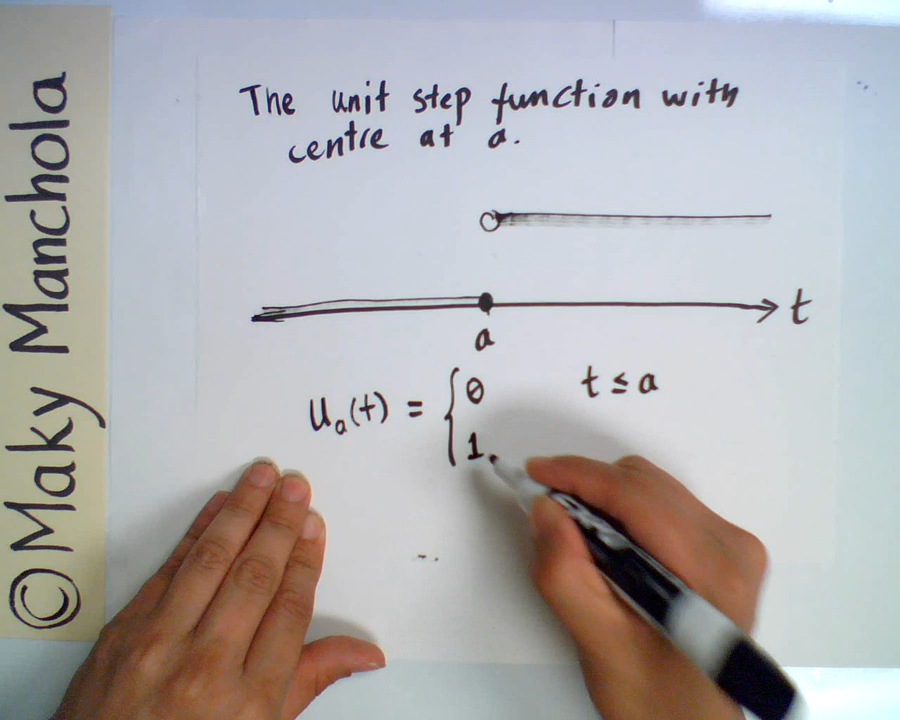 ©Maky Manchola
The unit step function with
centre at a.
t
a
u_a(t) = { 0 t ≤ a
1